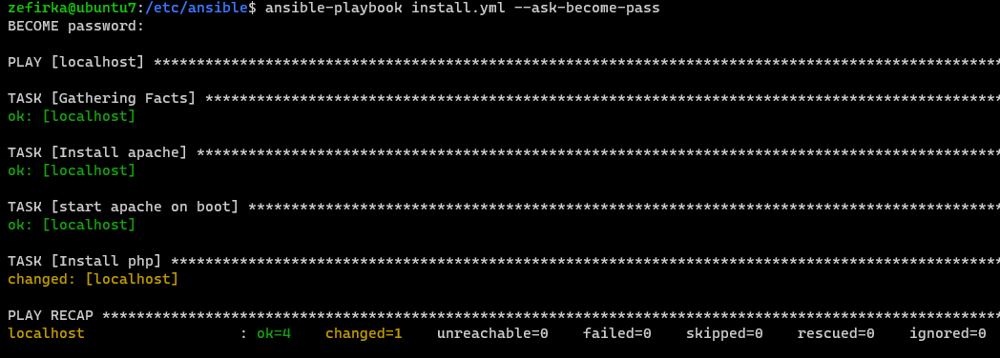 zefirka@ubuntu7:/etc/ansible$ ansible-playbook install.yml --ask-become-pass
BECOME password:
PLAY [localhost] **************************************************************************************************
TASK [Gathering Facts] ********************************************************************************************
ok: [localhost]
TASK [Install apache] *********************************************************************************************
ok: [localhost]
TASK [start apache on boot] ***************************************************************************************
ok: [localhost]
TASK [Install php] ************************************************************************************************
changed: [localhost]
PLAY RECAP ********************************************************************************************************
localhost                  : ok=4    changed=1    unreachable=0    failed=0    skipped=0    rescued=0    ignored=0